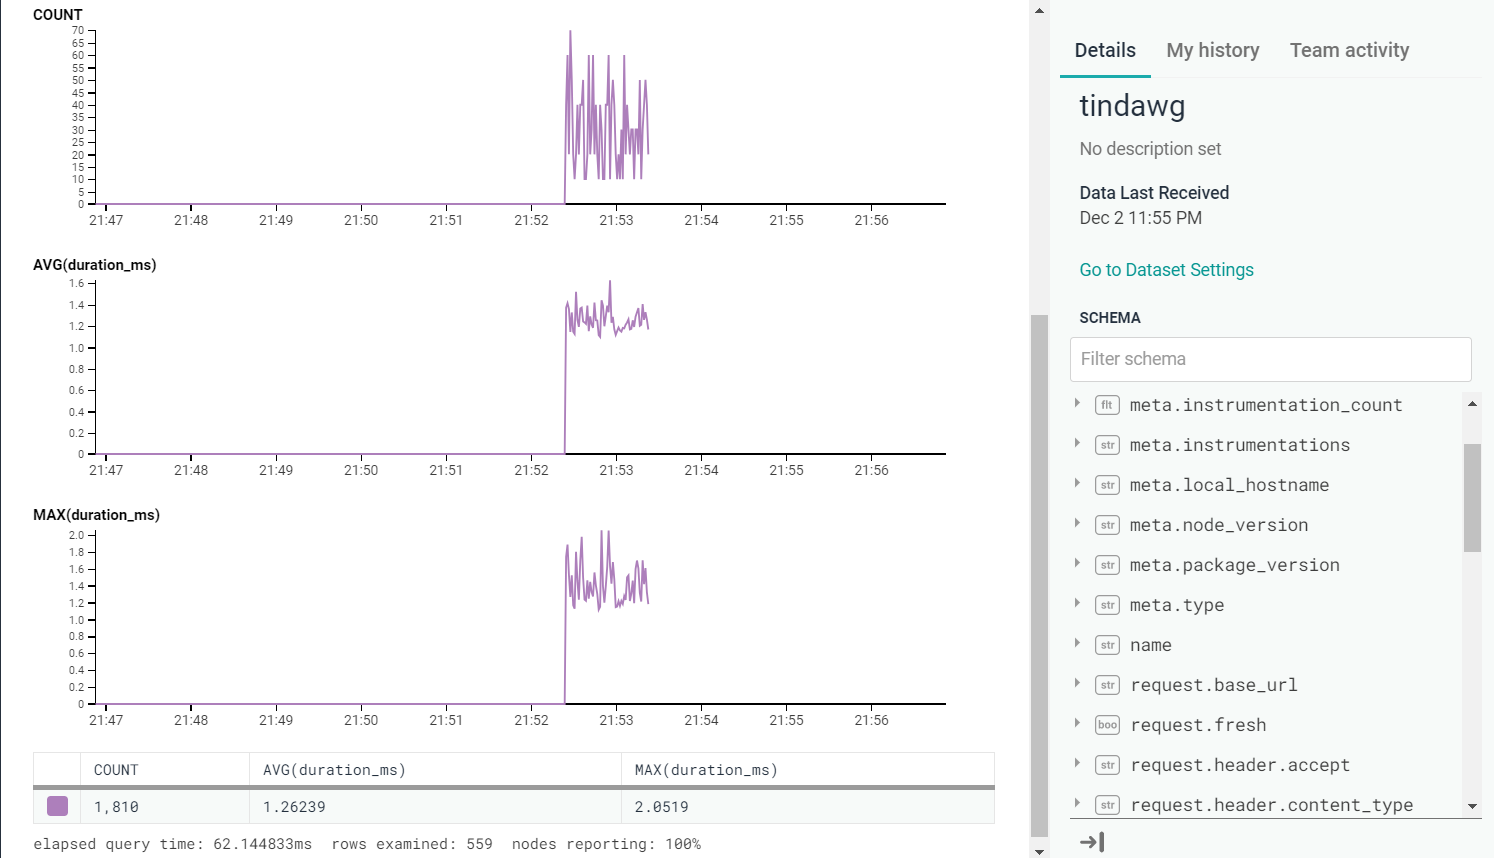 COUNT
70
65
60
55
50
45
40
35
30
25
20
15
10
5
0
21:47 21:48 21:49 21:50 21:51 21:52 21:53 21:54 21:55 21:56
AVG(duration_ms)
1.6
1.4
1.2
1.0
0.8
0.6
0.4
0.2
0
21:47 21:48 21:49 21:50 21:51 21:52 21:53 21:54 21:55 21:56
MAX(duration_ms)
2.0
1.8
1.6
1.4
1.2
1.0
0.8
0.6
0.4
0.2
0
21:47 21:48 21:49 21:50 21:51 21:52 21:53 21:54 21:55 21:56
COUNT AVG(duration_ms) MAX(duration_ms)
1,810 1.26239 2.0519
elapsed query time: 62.144833ms rows examined: 559 nodes reporting: 100%
Details My history Team activity
tindawg
No description set
Data Last Received
Dec 2 11:55 PM
Go to Dataset Settings
SCHEMA
Filter schema
flt meta.instrumentation_count
str meta.instrumentations
str meta.local_hostname
str meta.node_version
str meta.package_version
str meta.type
str name
str request.base_url
boo request.fresh
str request.header.accept
str request.header.content_type